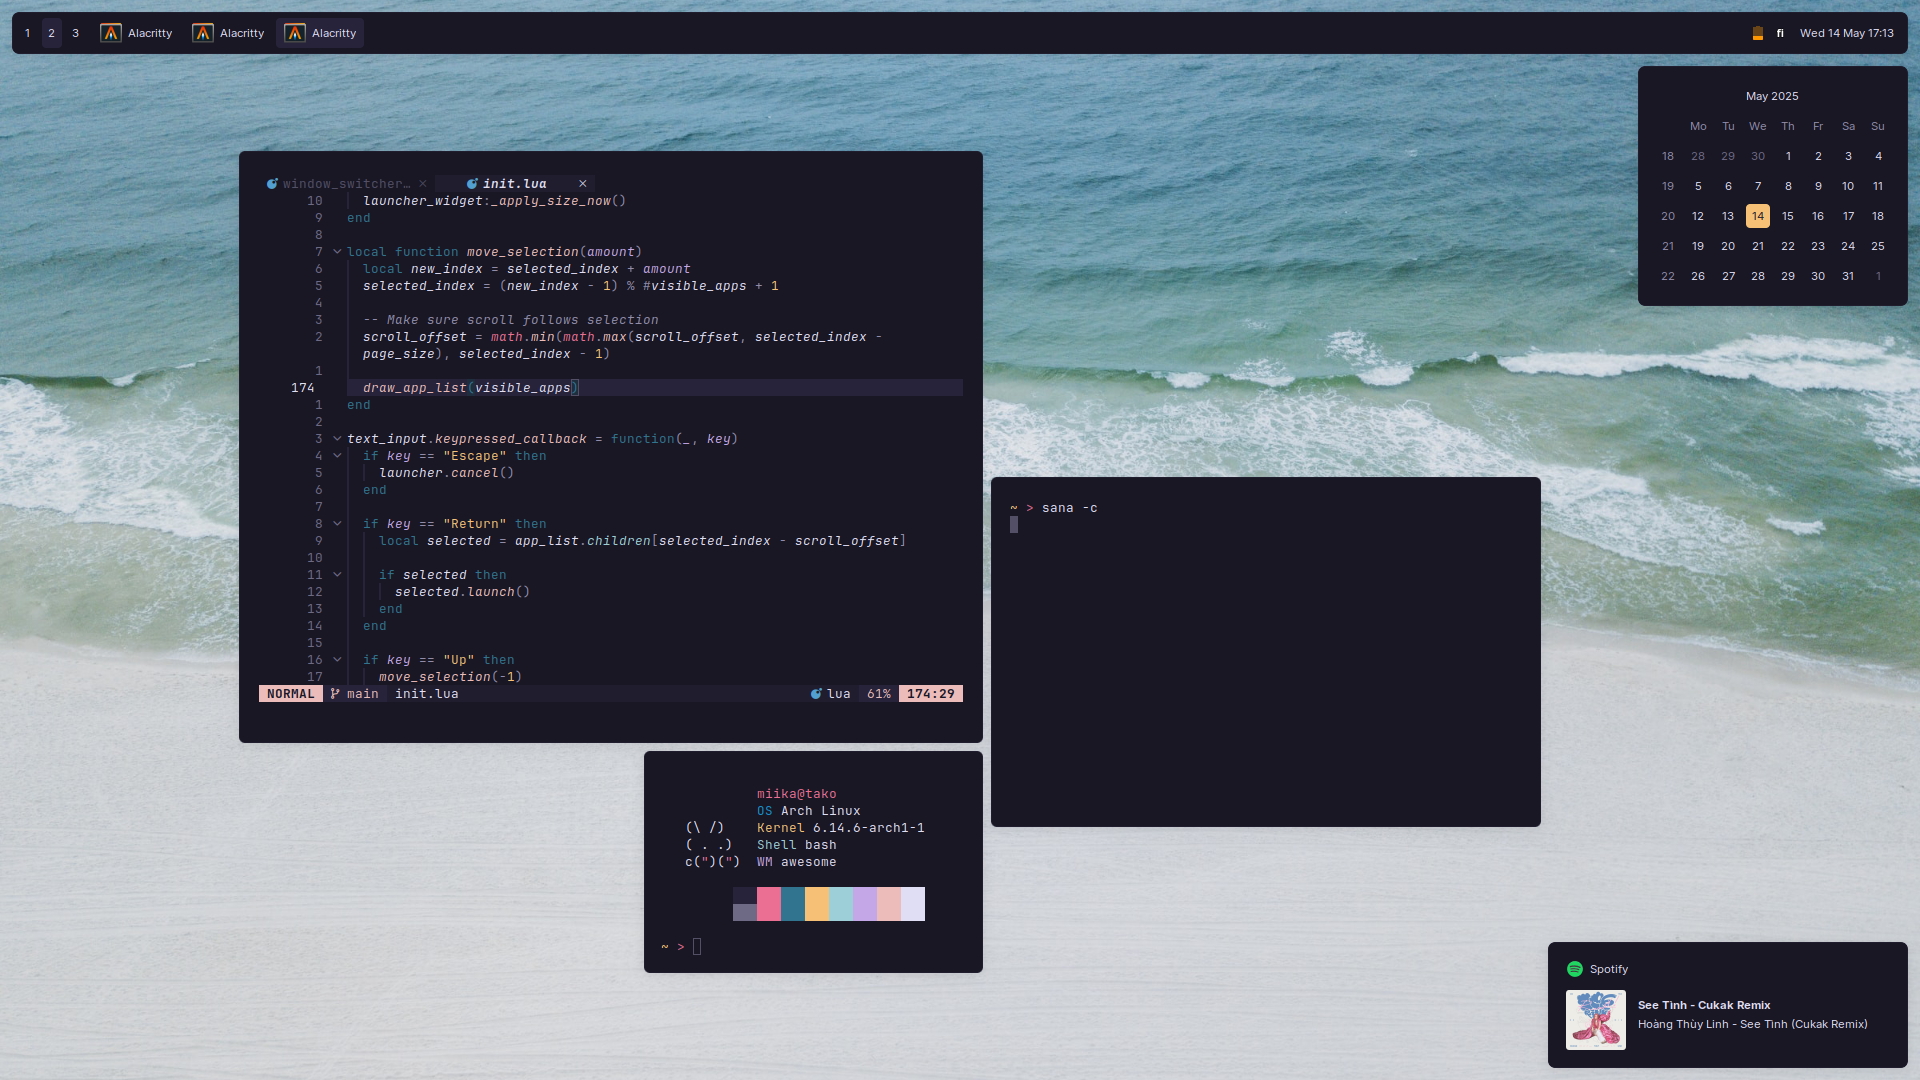 1 2 3 Alacritty Alacritty Alacritty fi Wed 14 May 17:13
May 2025
Mo Tu We Th Fr Sa Su
18 28 29 30 1 2 3 4
19 5 6 7 8 9 10 11
20 12 13 14 15 16 17 18
21 19 20 21 22 23 24 25
22 26 27 28 29 30 31 1
window_switcher… × init.lua ×
10 launcher_widget:_apply_size_now()
9 end
8
7 local function move_selection(amount)
6 local new_index = selected_index + amount
5 selected_index = (new_index - 1) % #visible_apps + 1
4
3 -- Make sure scroll follows selection
2 scroll_offset = math.min(math.max(scroll_offset, selected_index -
page_size), selected_index - 1)
1
174 draw_app_list(visible_apps)
1 end
2
3 text_input.keypressed_callback = function(_, key)
4 if key == "Escape" then
5 launcher.cancel()
6 end
7
8 if key == "Return" then
9 local selected = app_list.children[selected_index - scroll_offset]
10
11 if selected then
12 selected.launch()
13 end
14 end
15
16 if key == "Up" then
17 move_selection(-1)
NORMAL main init.lua lua 61% 174:29
~ > sana -c
miika@tako
OS Arch Linux
(\ /) Kernel 6.14.6-arch1-1
( . .) Shell bash
c(")(") WM awesome
~ >
Spotify
See Tình - Cukak Remix
Hoàng Thùy Linh - See Tình (Cukak Remix)